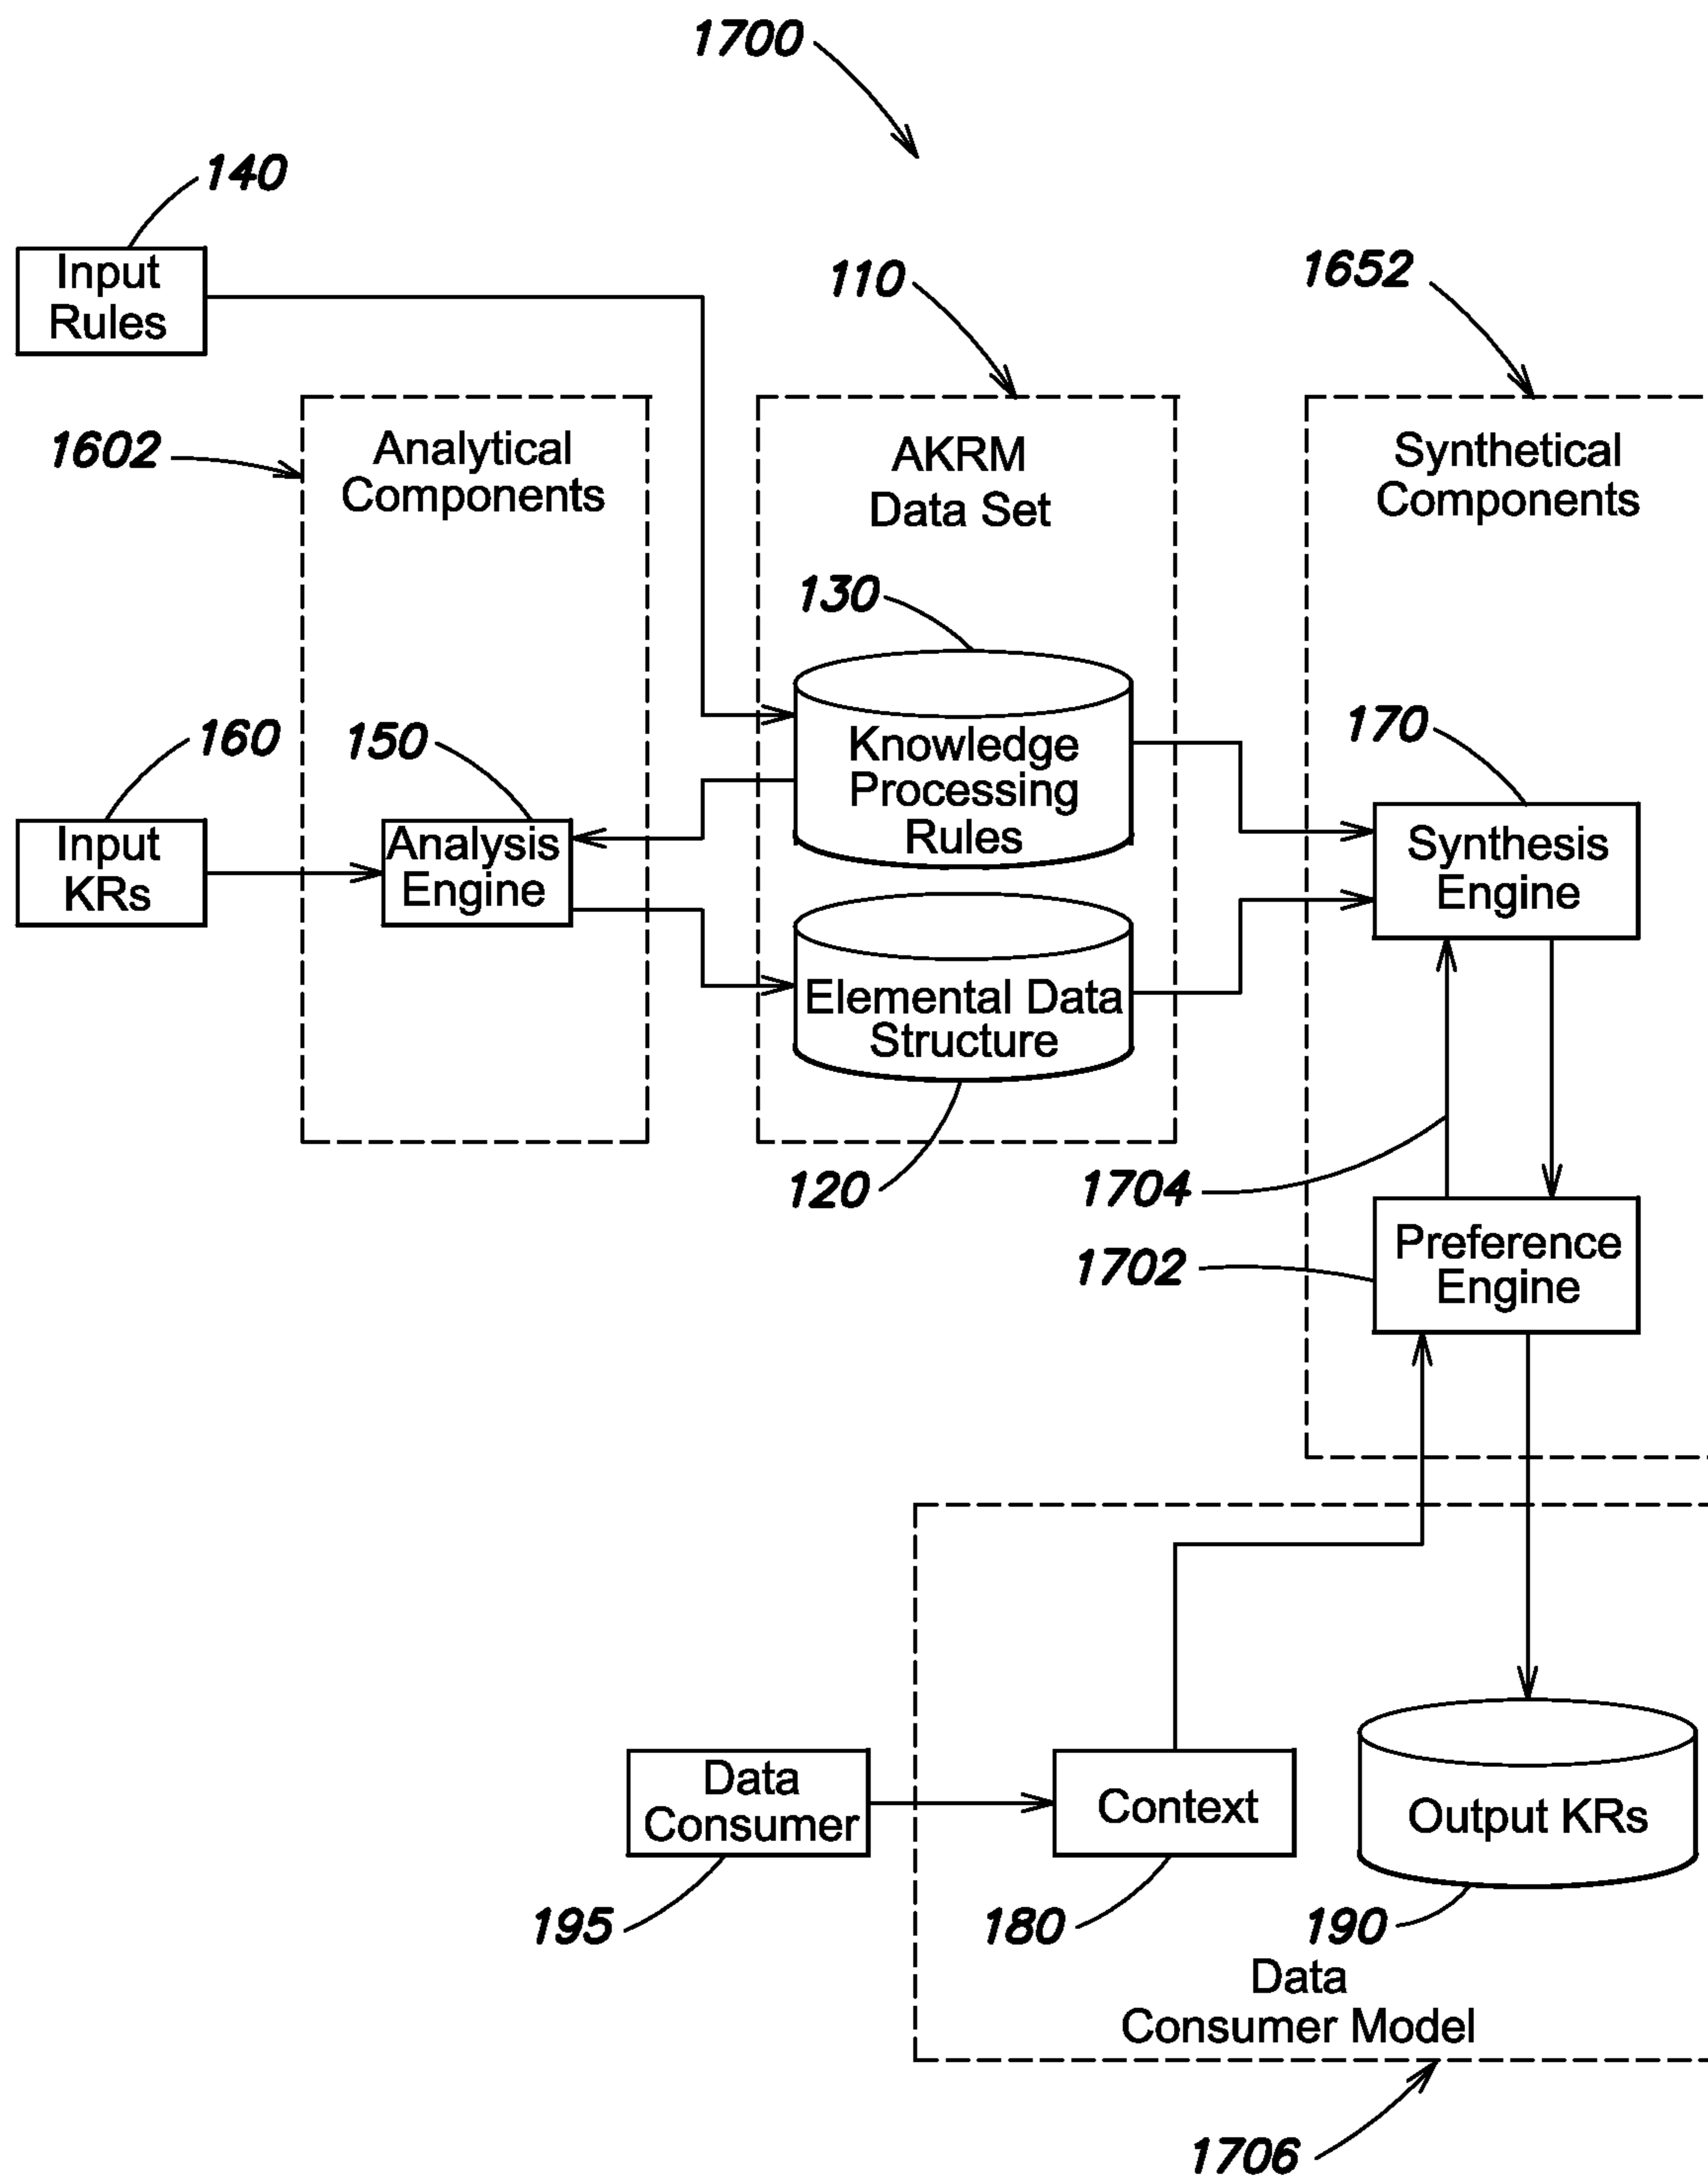 1700
140
Input
Rules
110
1652
1602
Analytical
Components
AKRM
Data Set
Synthetical
Components
130
160
150
170
Knowledge
Processing
Rules
Input
KRs
Analysis
Engine
Synthesis
Engine
Elemental Data
Structure
120
1704
1702
Preference
Engine
Data
Consumer
Context
Output KRs
195
180
190
Data
Consumer Model
1706